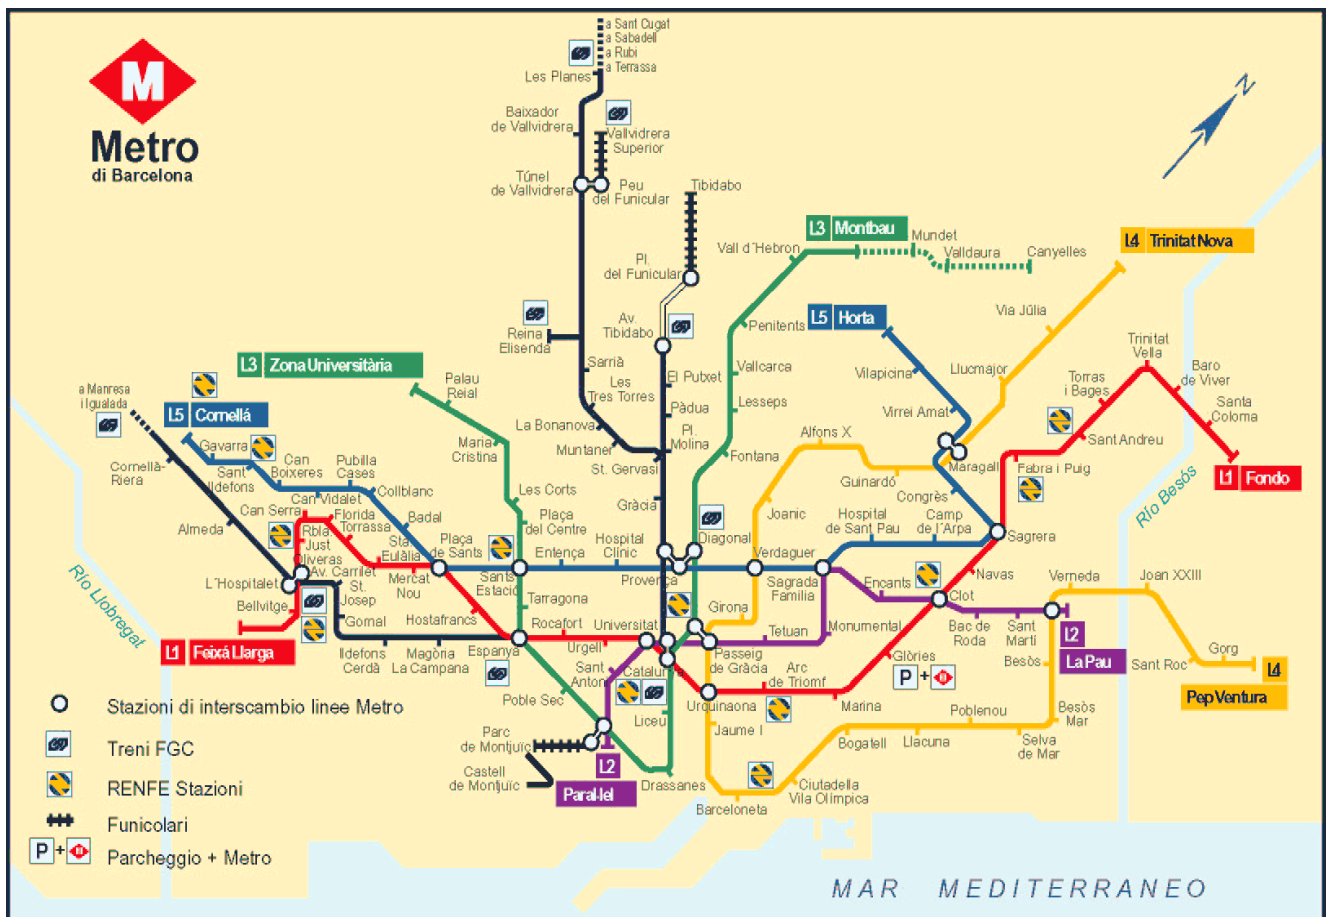 a Sant Cugat
a Sabadell
a Rubi
a Terrassa
Les Planes
M
Metro
di Barcelona
Baixador
de Vallvidrera
Vallvidrera
Superior
N
Túnel
de Vallvidrera
Peu
del Funicular
Tibidabo
L3 Montbau
Mundet
Valldaura
Canyelles
L4 Trinitat Nova
Vall d´Hebron
Pl.
del Funicular
Via Júlia
L5 Horta
Penitents
Av.
Tibidabo
Reina
Elisenda
Trinitat
Vella
L3 Zona Universitària
Sarrià
Vallcarca
Vilapicina
Llucmajor
Baro
de Viver
Palau
Reial
Les
Tres Torres
El Putxet
Torras
i Bages
a Manresa
i Igualada
L5 Cornellá
Pàdua
Lesseps
Virrei Amat
Santa
Coloma
La Bonanova
Pl.
Molina
Alfons X
Sant Andreu
Gavarra
Maria
Cristina
Muntaner
Fontana
St. Gervasi
Maragall
Fabra i Puig
L1 Fondo
Cornellà-
Riera
Sant
Ildefons
Can
Boixeres
Pubilla
Cases
Collblanc
Guinardó
Les Corts
Congrès
Río Besòs
Can Vidalet
Can Serra
Florida
Torrassa
Badal
Gràcia
Joanic
Hospital
de Sant Pau
Camp
de l´Arpa
Almeda
Rbla.
Just
Oliveras
Sta.
Eulàlia
Plaça
de Sants
Plaça
del Centre
Diagonal
Sagrera
Entença
Hospital
Clínic
Verdaguer
Av. Carrilet
L´Hospitalet
Mercat
Nou
Sants
Estació
Provença
Sagrada
Familia
Encants
Navas
Verneda
Joan XXIII
Río Llobregat
St.
Josep
Bellvitge
Gornal
Hostafrancs
Tarragona
Girona
Clot
Rocafort
Universitat
Tetuan
Monumental
Bac de
Roda
Sant
Martí
L2
La Pau
L1 Feixá Llarga
Ildefons
Cerdà
Magòria
La Campana
Espanya
Urgell
Passeig
de Gràcia
Glòries
Besòs
Sant Roc
Gorg
Sant
Antoni
Catalunya
Arc
de Triomf
P + M
L4
Pep Ventura
Poble Sec
Urquinaona
Marina
Stazioni di interscambio linee Metro
Liceu
Jaume I
Poblenou
Besòs
Mar
Parc
de Montjuïc
Bogatell
Llacuna
Selva
de Mar
Treni FGC
L2
Paral·lel
Castell
de Montjuïc
Drassanes
Ciutadella
Vila Olímpica
RENFE Stazioni
Barceloneta
Funicolari
P + M Parcheggio + Metro
MAR MEDITERRANEO